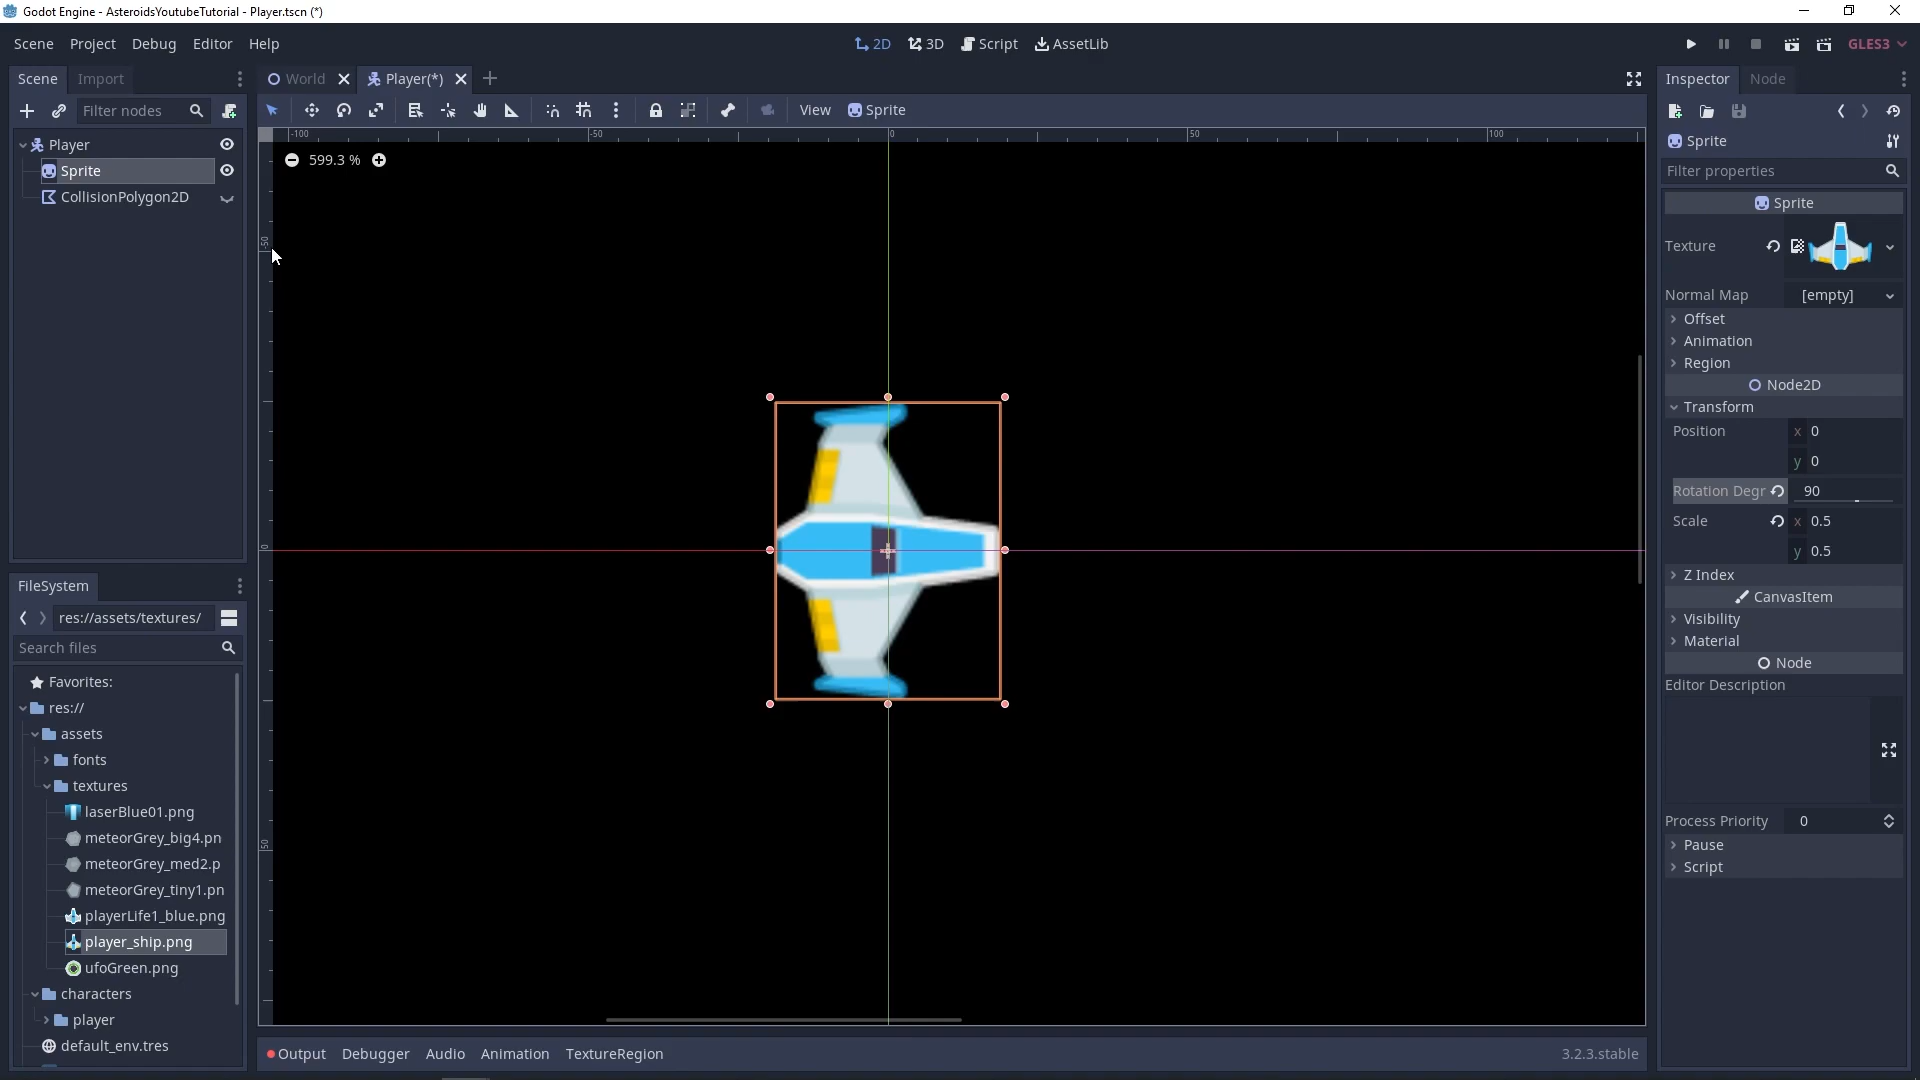 Godot Engine - AsteroidsYoutubeTutorial - Player.tscn (*)
Scene Project Debug Editor Help 2D 3D Script AssetLib GLES3
Scene Import World Player(*) Inspector Node
Filter nodes View Sprite
-100 -50 0 50 100
Player
599.3 %
Sprite
CollisionPolygon2D
-50
0
50
Sprite
Filter properties
Sprite
Texture
Normal Map [empty]
Offset
Animation
Region
Node2D
Transform
Position x 0
y 0
Rotation Degr 90
Scale x 0.5
y 0.5
Z Index
CanvasItem
Visibility
Material
Node
Editor Description
Process Priority 0
Pause
Script
FileSystem
res://assets/textures/
Search files
Favorites:
res://
assets
fonts
textures
laserBlue01.png
meteorGrey_big4.pn
meteorGrey_med2.p
meteorGrey_tiny1.pn
playerLife1_blue.png
player_ship.png
ufoGreen.png
characters
player
default_env.tres
Output Debugger Audio Animation TextureRegion 3.2.3.stable